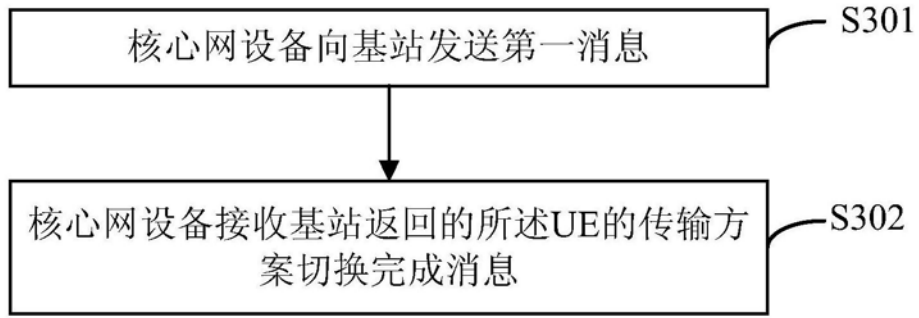 核心网设备向基站发送第一消息
S301
核心网设备接收基站返回的所述UE的传输方
案切换完成消息
S302